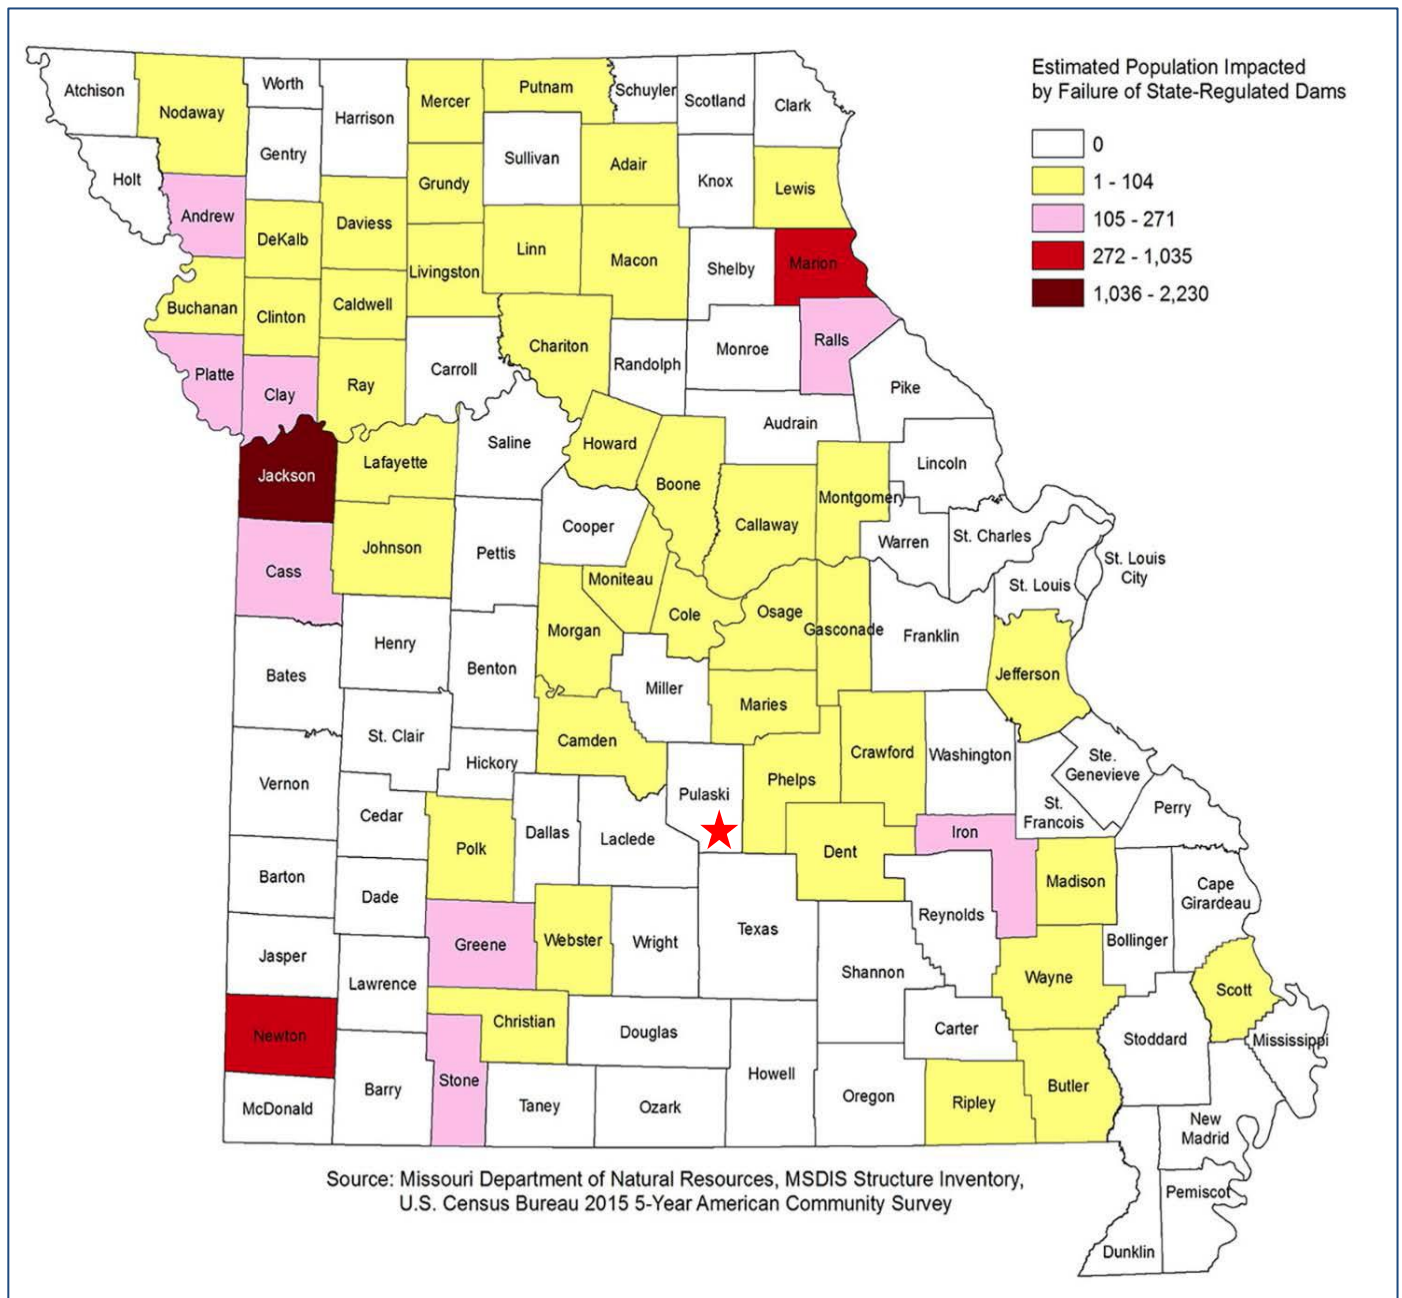 Estimated Population Impacted
by Failure of State-Regulated Dams
0
1 - 104
105 - 271
272 - 1,035
1,036 - 2,230
Atchison
Nodaway
Worth
Harrison
Mercer
Putnam
Schuyler
Scotland
Clark
Holt
Gentry
Sullivan
Adair
Knox
Lewis
Andrew
DeKalb
Daviess
Grundy
Linn
Macon
Shelby
Marion
Buchanan
Clinton
Caldwell
Livingston
Chariton
Randolph
Monroe
Ralls
Platte
Clay
Ray
Carroll
Pike
Audrain
Jackson
Lafayette
Saline
Howard
Boone
Callaway
Montgomery
Lincoln
Cass
Johnson
Pettis
Cooper
Moniteau
Warren
St. Charles
St. Louis
City
St. Louis
Cole
Osage
Gasconade
Franklin
Morgan
Henry
Benton
Bates
Miller
Maries
Jefferson
St. Clair
Hickory
Camden
Crawford
Washington
Ste.
Genevieve
Vernon
Pulaski
Phelps
St.
Francois
Perry
Cedar
Polk
Dallas
Laclede
Dent
Iron
Barton
Dade
Madison
Cape
Girardeau
Greene
Webster
Wright
Texas
Reynolds
Bollinger
Jasper
Lawrence
Shannon
Wayne
Scott
Newton
Christian
Douglas
Carter
Stoddard
Mississippi
McDonald
Barry
Stone
Taney
Ozark
Howell
Oregon
Ripley
Butler
New
Madrid
Pemiscot
Dunklin
Source: Missouri Department of Natural Resources, MSDIS Structure Inventory,
U.S. Census Bureau 2015 5-Year American Community Survey